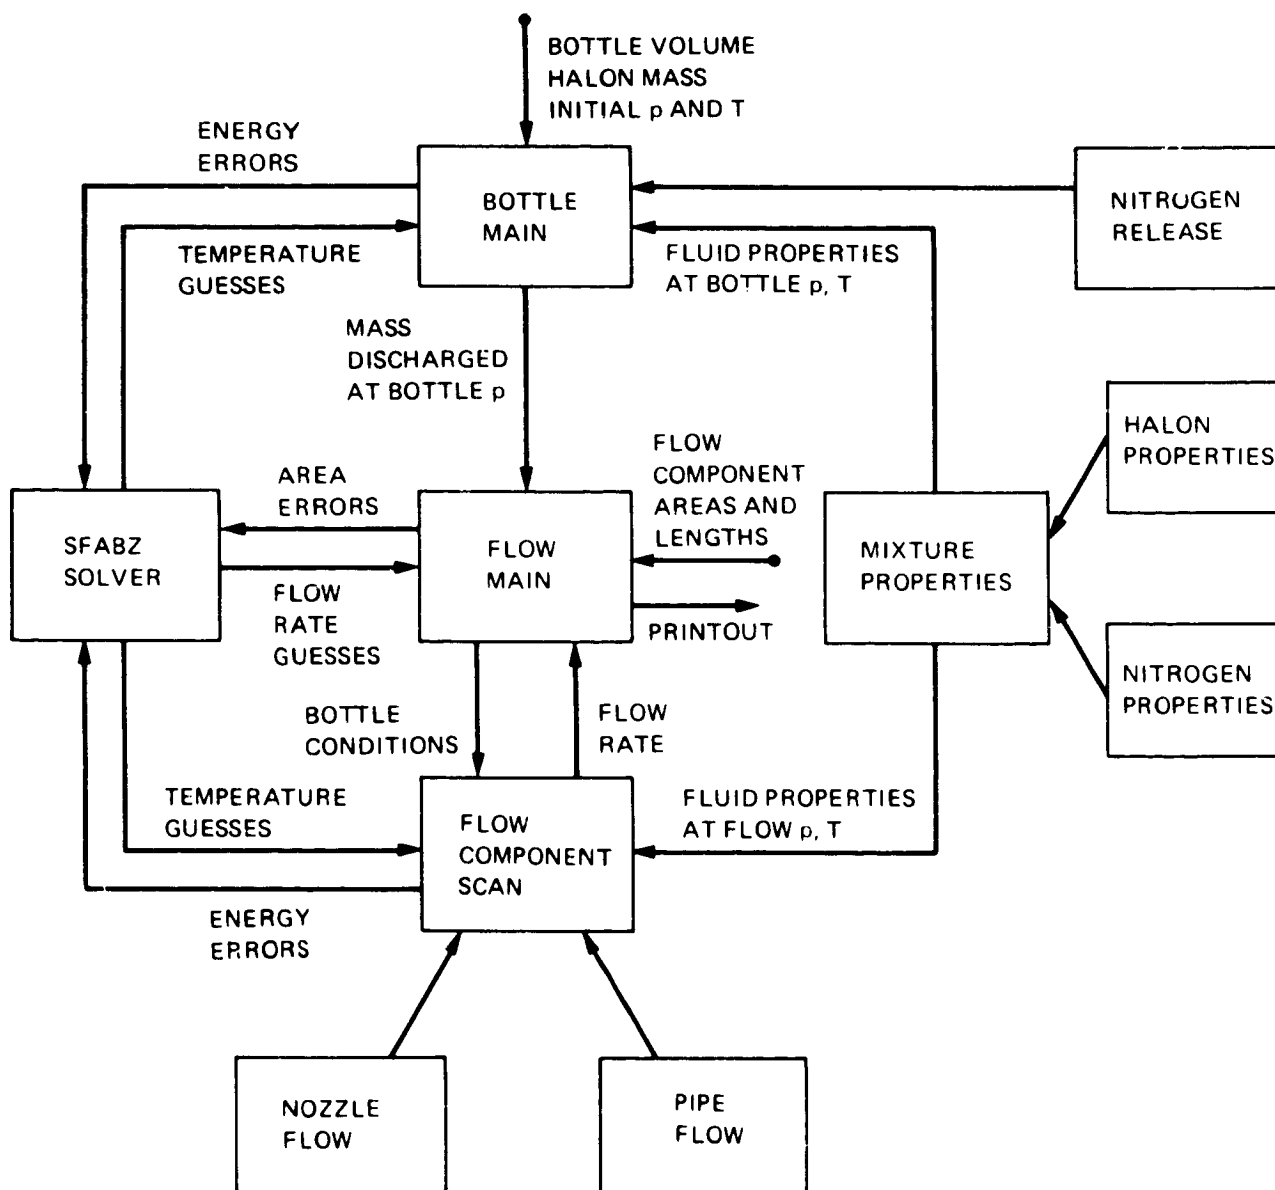 BOTTLE VOLUME
HALON MASS
INITIAL p AND T
ENERGY
ERRORS
BOTTLE
MAIN
NITROGEN
RELEASE
TEMPERATURE
GUESSES
FLUID PROPERTIES
AT BOTTLE p, T
MASS
DISCHARGED
AT BOTTLE p
HALON
PROPERTIES
FLOW
COMPONENT
AREAS AND
LENGTHS
AREA
ERRORS
SFABZ
SOLVER
FLOW
MAIN
MIXTURE
PROPERTIES
FLOW
RATE
GUESSES
PRINTOUT
NITROGEN
PROPERTIES
BOTTLE
CONDITIONS
FLOW
RATE
TEMPERATURE
GUESSES
FLUID PROPERTIES
AT FLOW p, T
FLOW
COMPONENT
SCAN
ENERGY
ERRORS
NOZZLE
FLOW
PIPE
FLOW